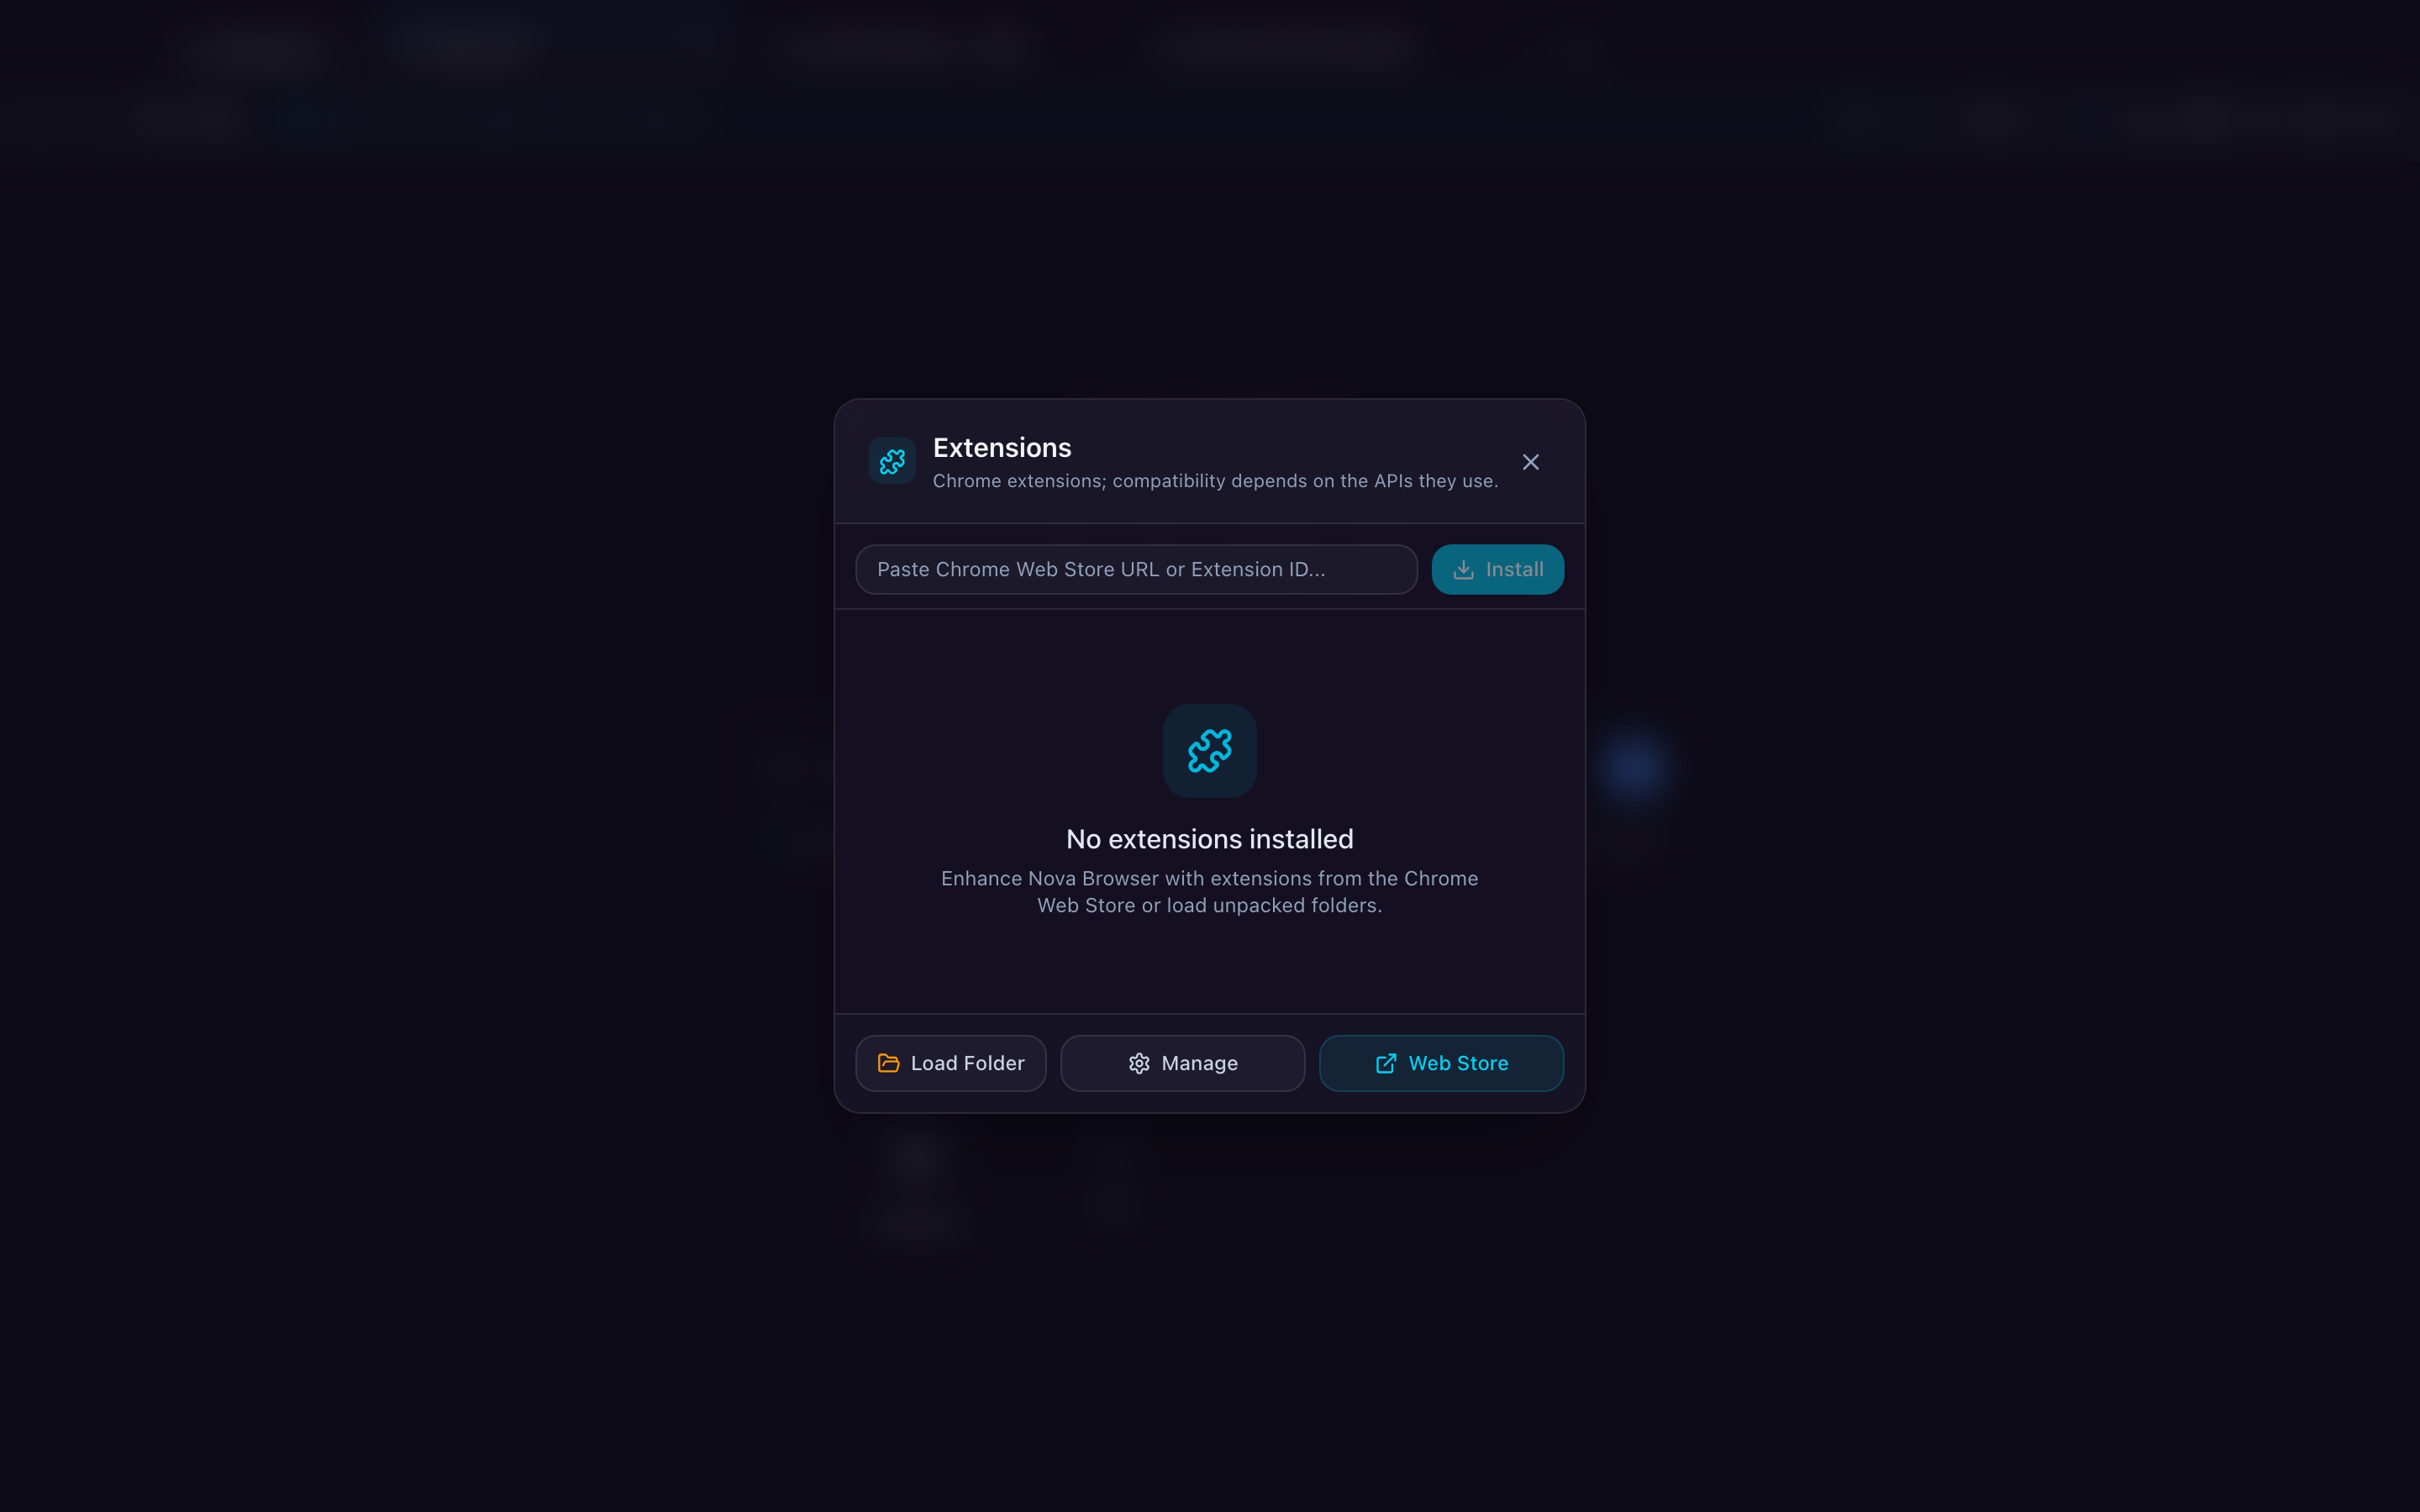 Extensions
Chrome extensions; compatibility depends on the APIs they use.
Paste Chrome Web Store URL or Extension ID...
Install
No extensions installed
Enhance Nova Browser with extensions from the Chrome
Web Store or load unpacked folders.
Load Folder
Manage
Web Store